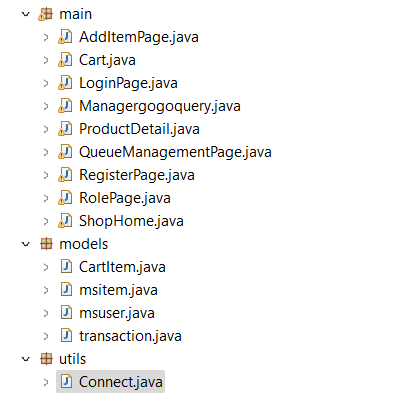 main
AddItemPage.java
Cart.java
LoginPage.java
Managergogoquery.java
ProductDetail.java
QueueManagementPage.java
RegisterPage.java
RolePage.java
ShopHome.java
models
CartItem.java
msitem.java
msuser.java
transaction.java
utils
Connect.java